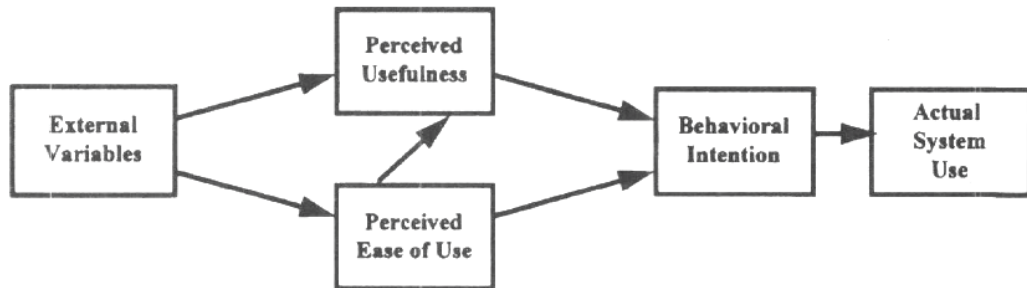 External
Variables
Perceived
Usefulness
Perceived
Ease of Use
Behavioral
Intention
Actual
System
Use